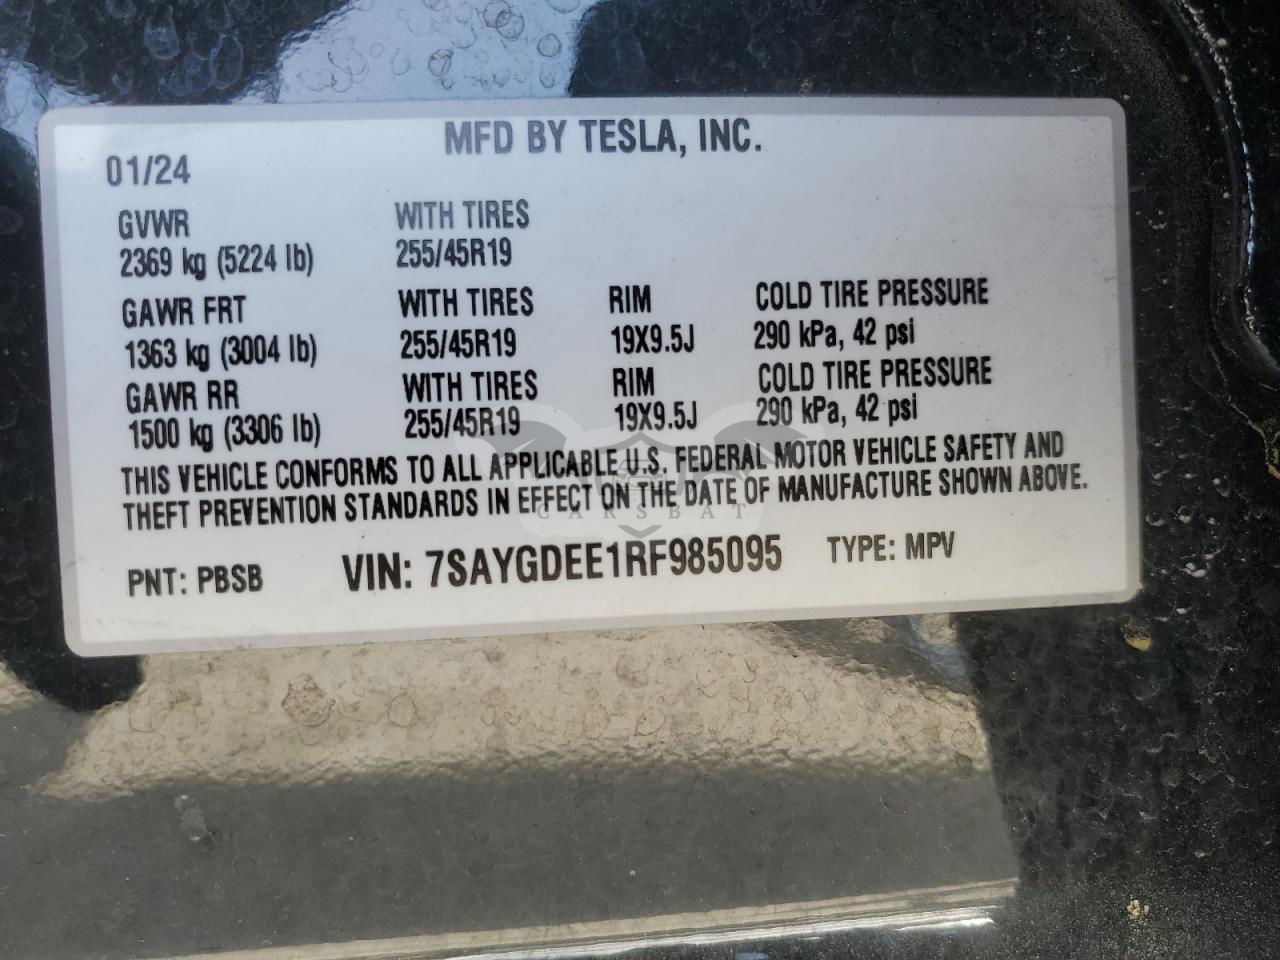 MFD BY TESLA, INC.
01/24
GVWR WITH TIRES
2369 kg (5224 lb) 255/45R19
GAWR FRT WITH TIRES RIM COLD TIRE PRESSURE
1363 kg (3004 lb) 255/45R19 19X9.5J 290 kPa, 42 psi
GAWR RR WITH TIRES RIM COLD TIRE PRESSURE
1500 kg (3306 lb) 255/45R19 19X9.5J 290 kPa, 42 psi
THIS VEHICLE CONFORMS TO ALL APPLICABLE U.S. FEDERAL MOTOR VEHICLE SAFETY AND
THEFT PREVENTION STANDARDS IN EFFECT ON THE DATE OF MANUFACTURE SHOWN ABOVE.
CARSBAT
PNT: PBSB VIN: 7SAYGDEE1RF985095 TYPE: MPV